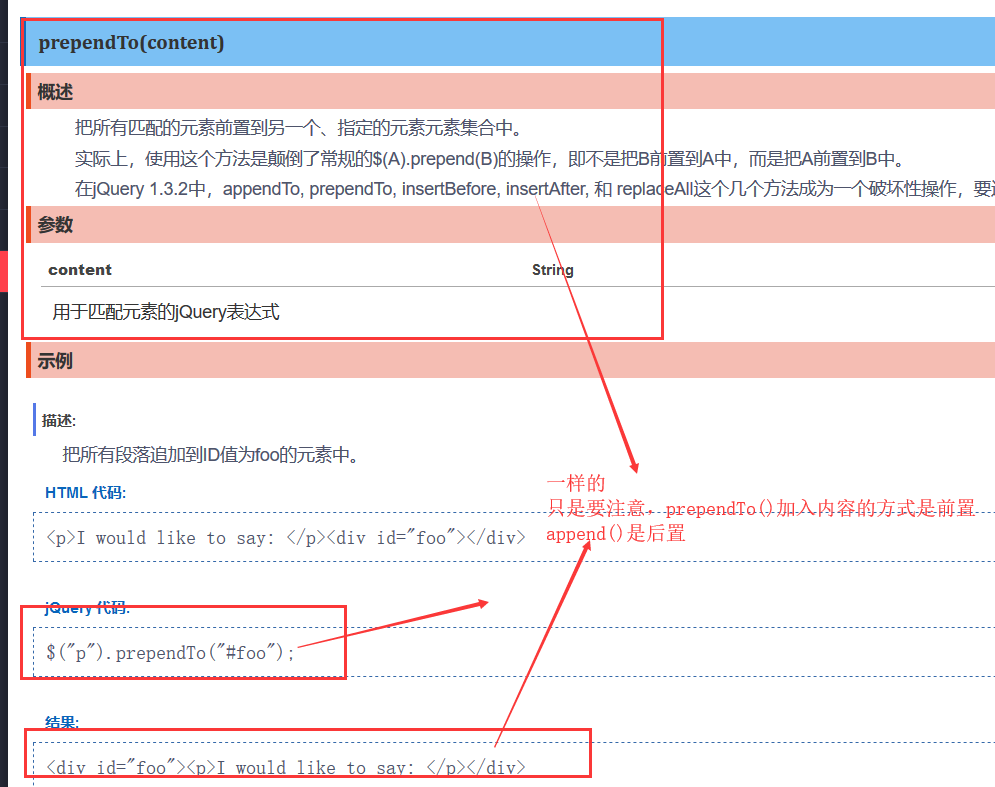 prependTo(content)
概述
把所有匹配的元素前置到另一个、指定的元素元素集合中。
实际上，使用这个方法是颠倒了常规的$(A).prepend(B)的操作，即不是把B前置到A中，而是把A前置到B中。
在jQuery 1.3.2中，appendTo, prependTo, insertBefore, insertAfter, 和 replaceAll这个几个方法成为一个破坏性操作，要
参数
content String
用于匹配元素的jQuery表达式
示例
描述:
把所有段落追加到ID值为foo的元素中。
HTML 代码:
<p>I would like to say: </p><div id="foo"></div>
一样的
只是要注意，prependTo()加入内容的方式是前置
append()是后置
jQuery 代码:
$("p").prependTo("#foo");
结果:
<div id="foo"><p>I would like to say: </p></div>